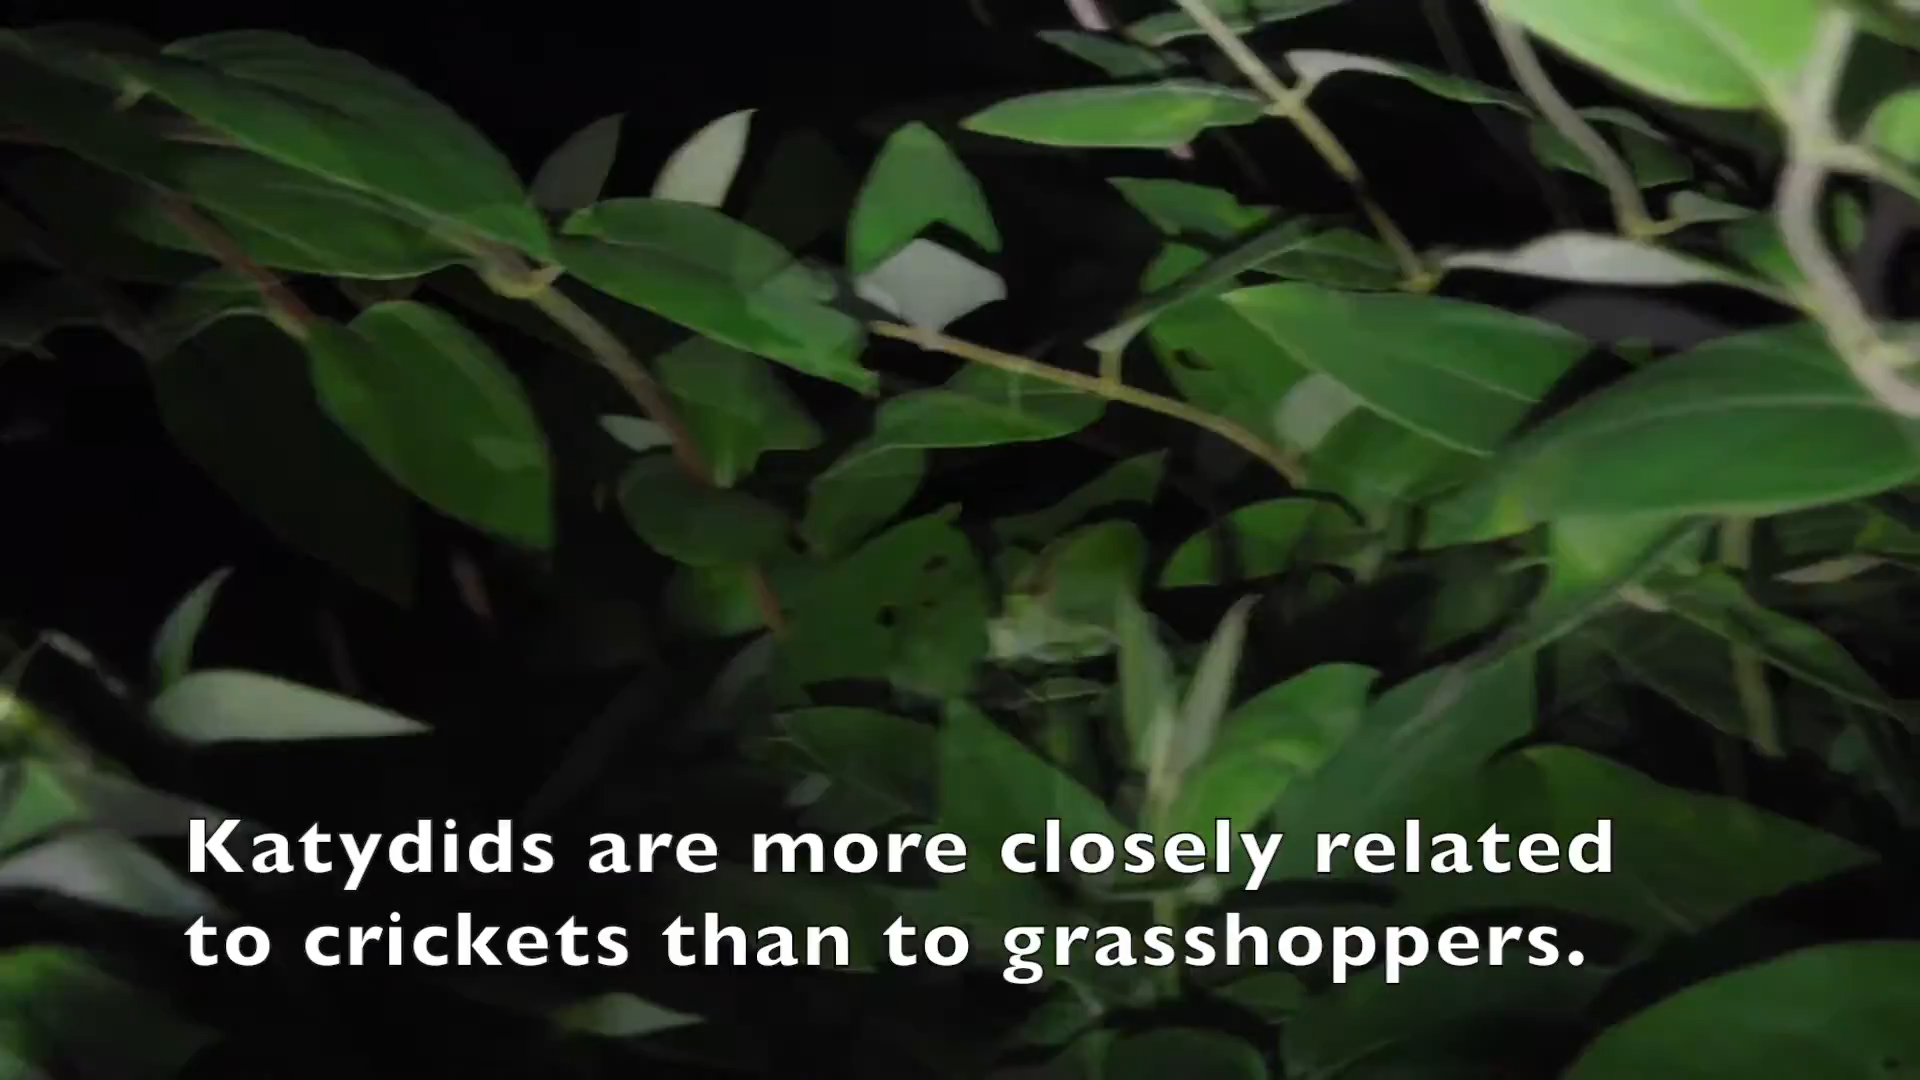 Katydids are more closely related
to crickets than to grasshoppers.